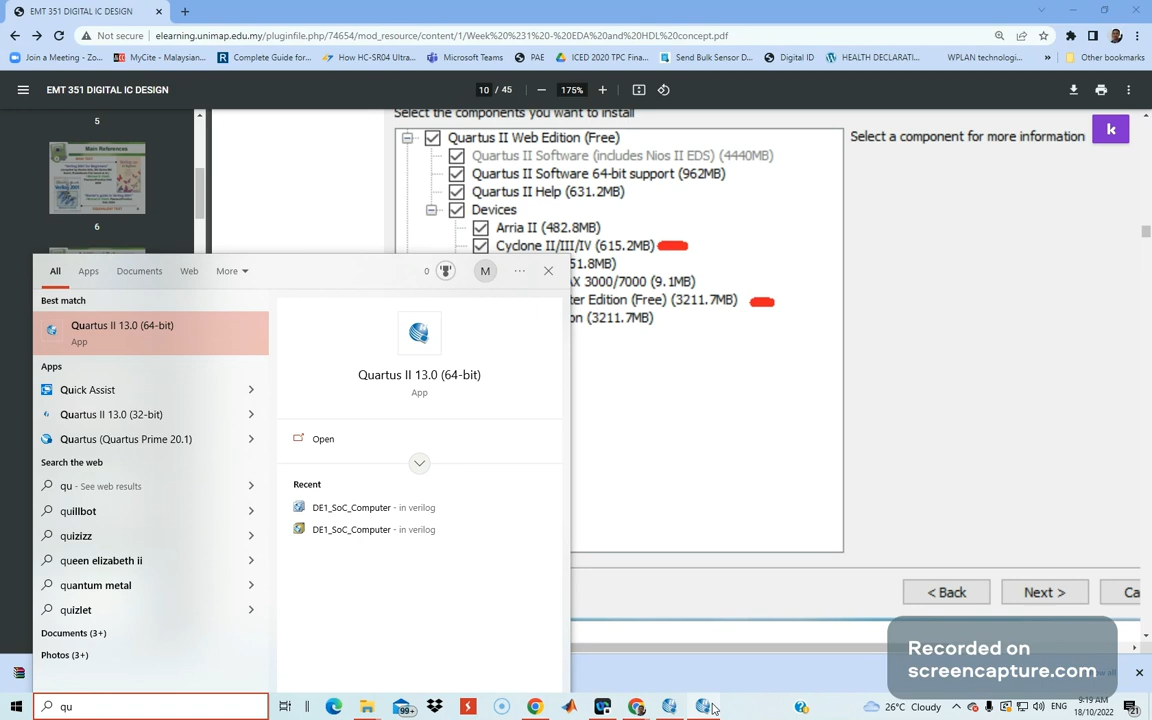 EMT 351 DIGITAL IC DESIGN
Not secure
elearning.unimap.edu.my/pluginfile.php/74654/mod_resource/content/1/Week%20%231%20-%20EDA%20and%20HDL%20concept.pdf
Join a Meeting - Zo...
MyCite - Malaysian...
Complete Guide for...
How HC-SR04 Ultra...
Microsoft Teams
PAE
ICED 2020 TPC Fina...
Send Bulk Sensor D...
Digital ID
HEALTH DECLARATI...
WPLAN technologi...
Other bookmarks
EMT 351 DIGITAL IC DESIGN
10 / 45
175%
5
Main References
6
Select the components you want to install
Quartus II Web Edition (Free)
Quartus II Software (includes Nios II EDS) (4440MB)
Quartus II Software 64-bit support (962MB)
Quartus II Help (631.2MB)
Devices
Arria II (482.8MB)
Cyclone II/III/IV (615.2MB)
51.8MB)
AX 3000/7000 (9.1MB)
ter Edition (Free) (3211.7MB)
on (3211.7MB)
Select a component for more information
k
< Back
Next >
Ca
All
Apps
Documents
Web
More
0
M
Best match
Quartus II 13.0 (64-bit)
App
Apps
Quick Assist
Quartus II 13.0 (32-bit)
Quartus (Quartus Prime 20.1)
Search the web
qu - See web results
quillbot
quizizz
queen elizabeth ii
quantum metal
quizlet
Documents (3+)
Photos (3+)
Quartus II 13.0 (64-bit)
App
Open
Recent
DE1_SoC_Computer - in verilog
DE1_SoC_Computer - in verilog
Recorded on
screencapture.com
qu
99+
26°C Cloudy
ENG
9:19 AM
18/10/2022
21